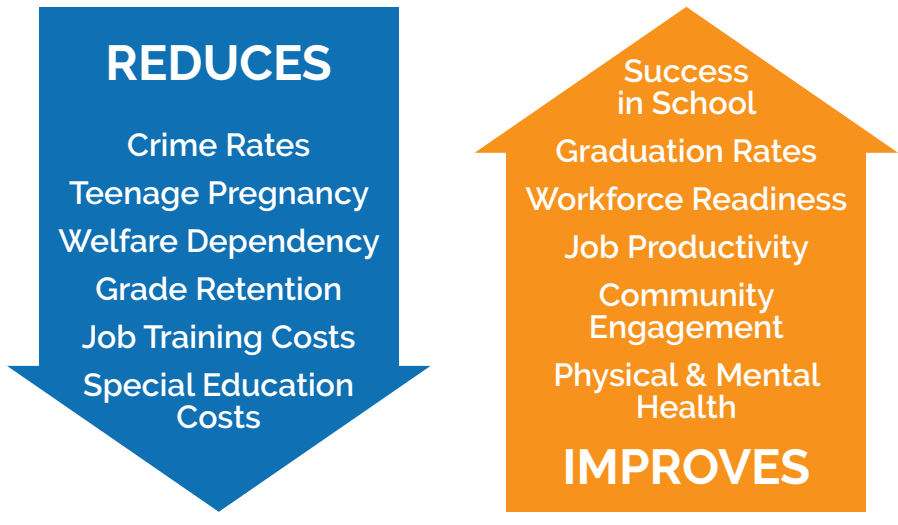 REDUCES
Crime Rates
Teenage Pregnancy
Welfare Dependency
Grade Retention
Job Training Costs
Special Education
Costs
Success
in School
Graduation Rates
Workforce Readiness
Job Productivity
Community
Engagement
Physical & Mental
Health
IMPROVES